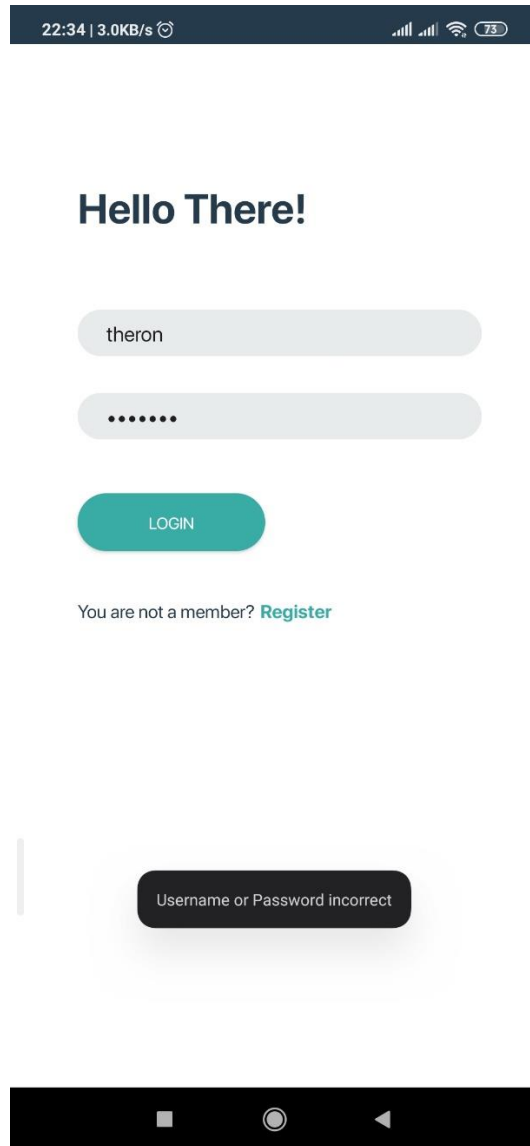 22:34 | 3.0KB/s
73
Hello There!
theron
•••••••
LOGIN
You are not a member? Register
Username or Password incorrect